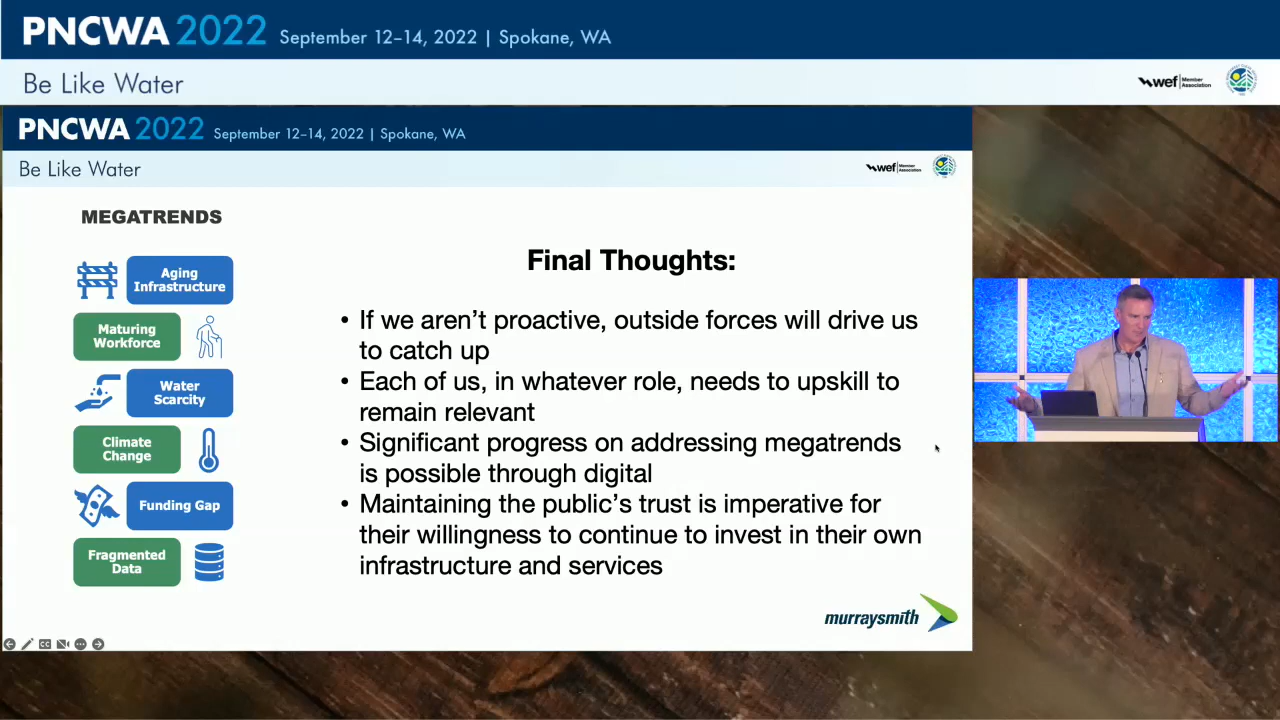 PNCWA 2022 September 12–14, 2022 | Spokane, WA
Be Like Water
wef Member Association
PNCWA 2022 September 12–14, 2022 | Spokane, WA
Be Like Water
wef Member Association
MEGATRENDS
Aging
Infrastructure
Maturing
Workforce
Water
Scarcity
Climate
Change
Funding Gap
Fragmented
Data
Final Thoughts:
• If we aren't proactive, outside forces will drive us
to catch up
• Each of us, in whatever role, needs to upskill to
remain relevant
• Significant progress on addressing megatrends
is possible through digital
• Maintaining the public's trust is imperative for
their willingness to continue to invest in their own
infrastructure and services
murraysmith